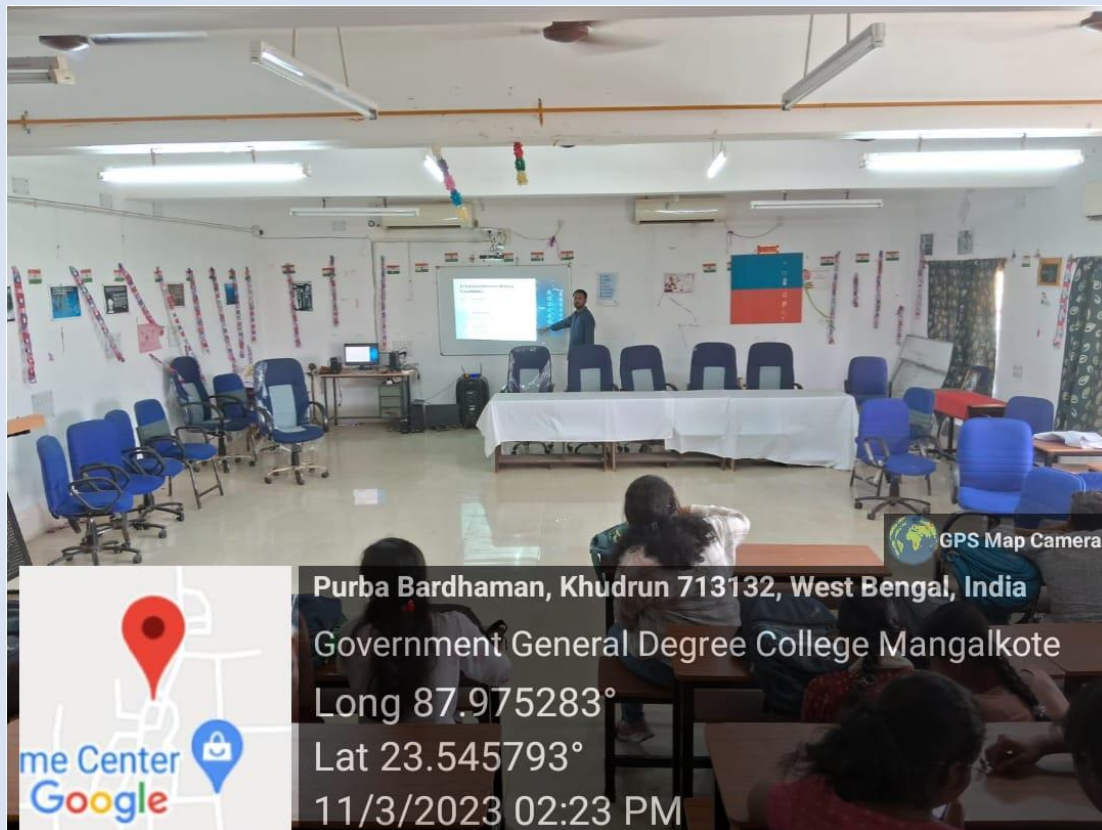 GPS Map Camera
Purba Bardhaman, Khudrun 713132, West Bengal, India
Government General Degree College Mangalkote
Long 87.975283°
Lat 23.545793°
11/3/2023 02:23 PM
me Center
Google